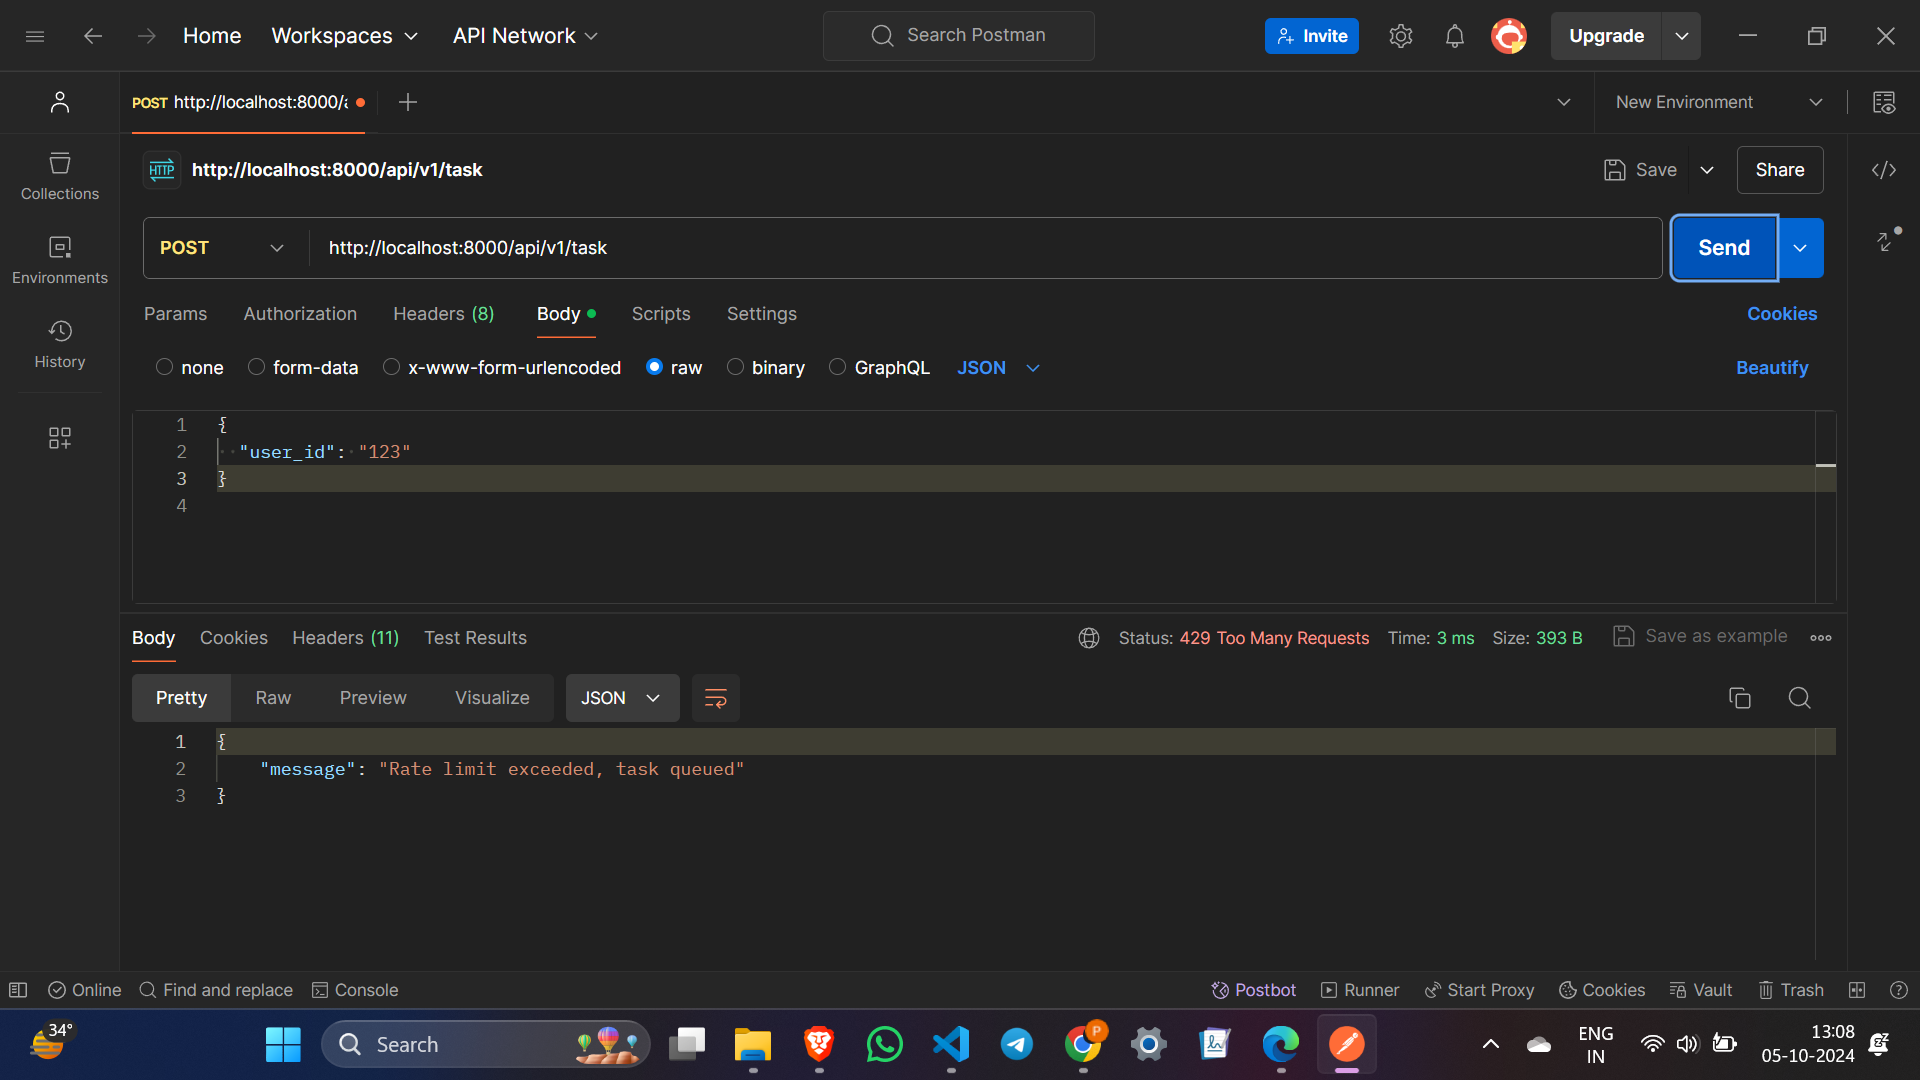 Home Workspaces API Network Search Postman Invite Upgrade
POST http://localhost:8000/a New Environment
HTTP http://localhost:8000/api/v1/task Save Share
Collections
POST http://localhost:8000/api/v1/task Send
Environments
Params Authorization Headers (8) Body Scripts Settings Cookies
History
none form-data x-www-form-urlencoded raw binary GraphQL JSON Beautify
1 {
2 "user_id": "123"
3 }
4
Body Cookies Headers (11) Test Results Status: 429 Too Many Requests Time: 3 ms Size: 393 B Save as example
Pretty Raw Preview Visualize JSON
1 {
2 "message": "Rate limit exceeded, task queued"
3 }
Online Find and replace Console Postbot Runner Start Proxy Cookies Vault Trash
34° Search P ENG 13:08
IN 05-10-2024